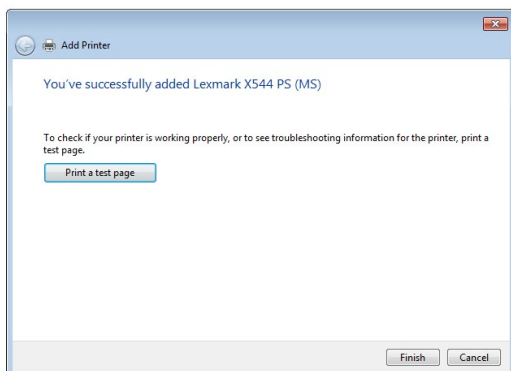 Add Printer
You've successfully added Lexmark X544 PS (MS)
To check if your printer is working properly, or to see troubleshooting information for the printer, print a
test page.
Print a test page
Finish Cancel